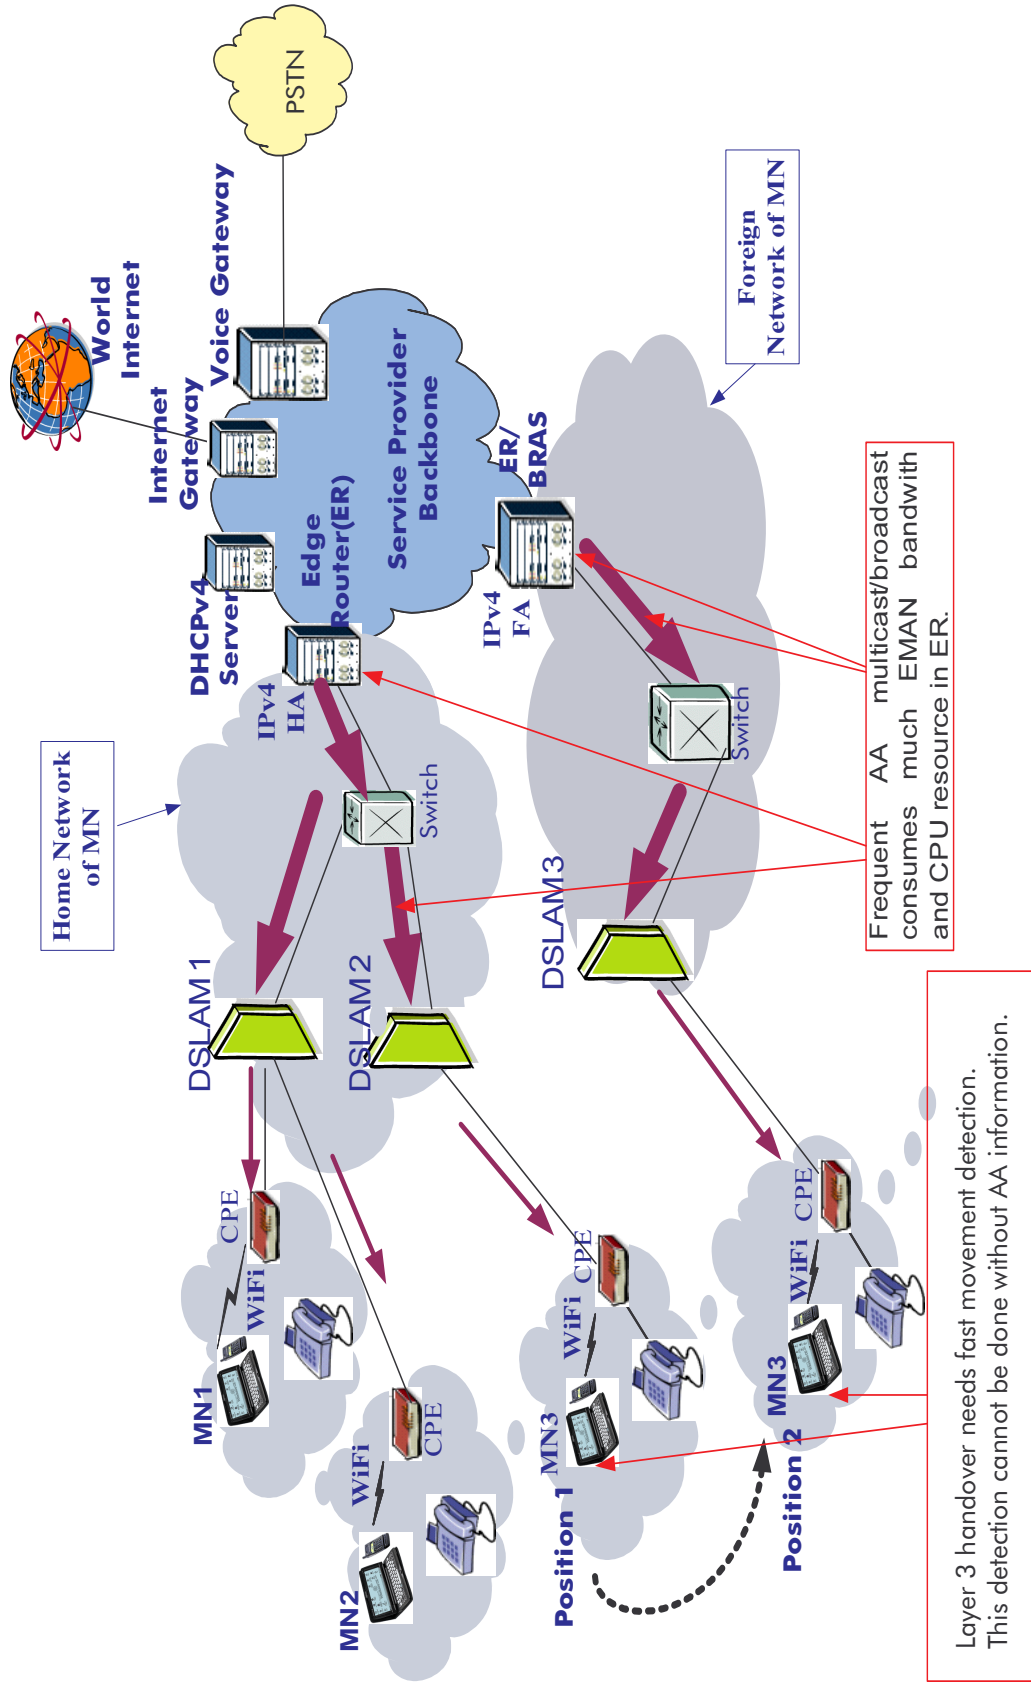 PSTN
World
Internet
Internet
Gateway
Voice Gateway
DHCPv4
Server
Edge
Router(ER)
Service Provider
Backbone
ER/
BRAS
IPv4
HA
IPv4
FA
Home Network
of MN
Foreign
Network of MN
Switch
Switch
DSLAM1
DSLAM2
DSLAM3
CPE
WiFi
MN1
CPE
WiFi
MN2
CPE
WiFi
MN3
Position 1
CPE
WiFi
MN3
Position 2
Frequent AA multicast/broadcast
consumes much EMAN bandwith
and CPU resource in ER.
Layer 3 handover needs fast movement detection.
This detection cannot be done without AA information.